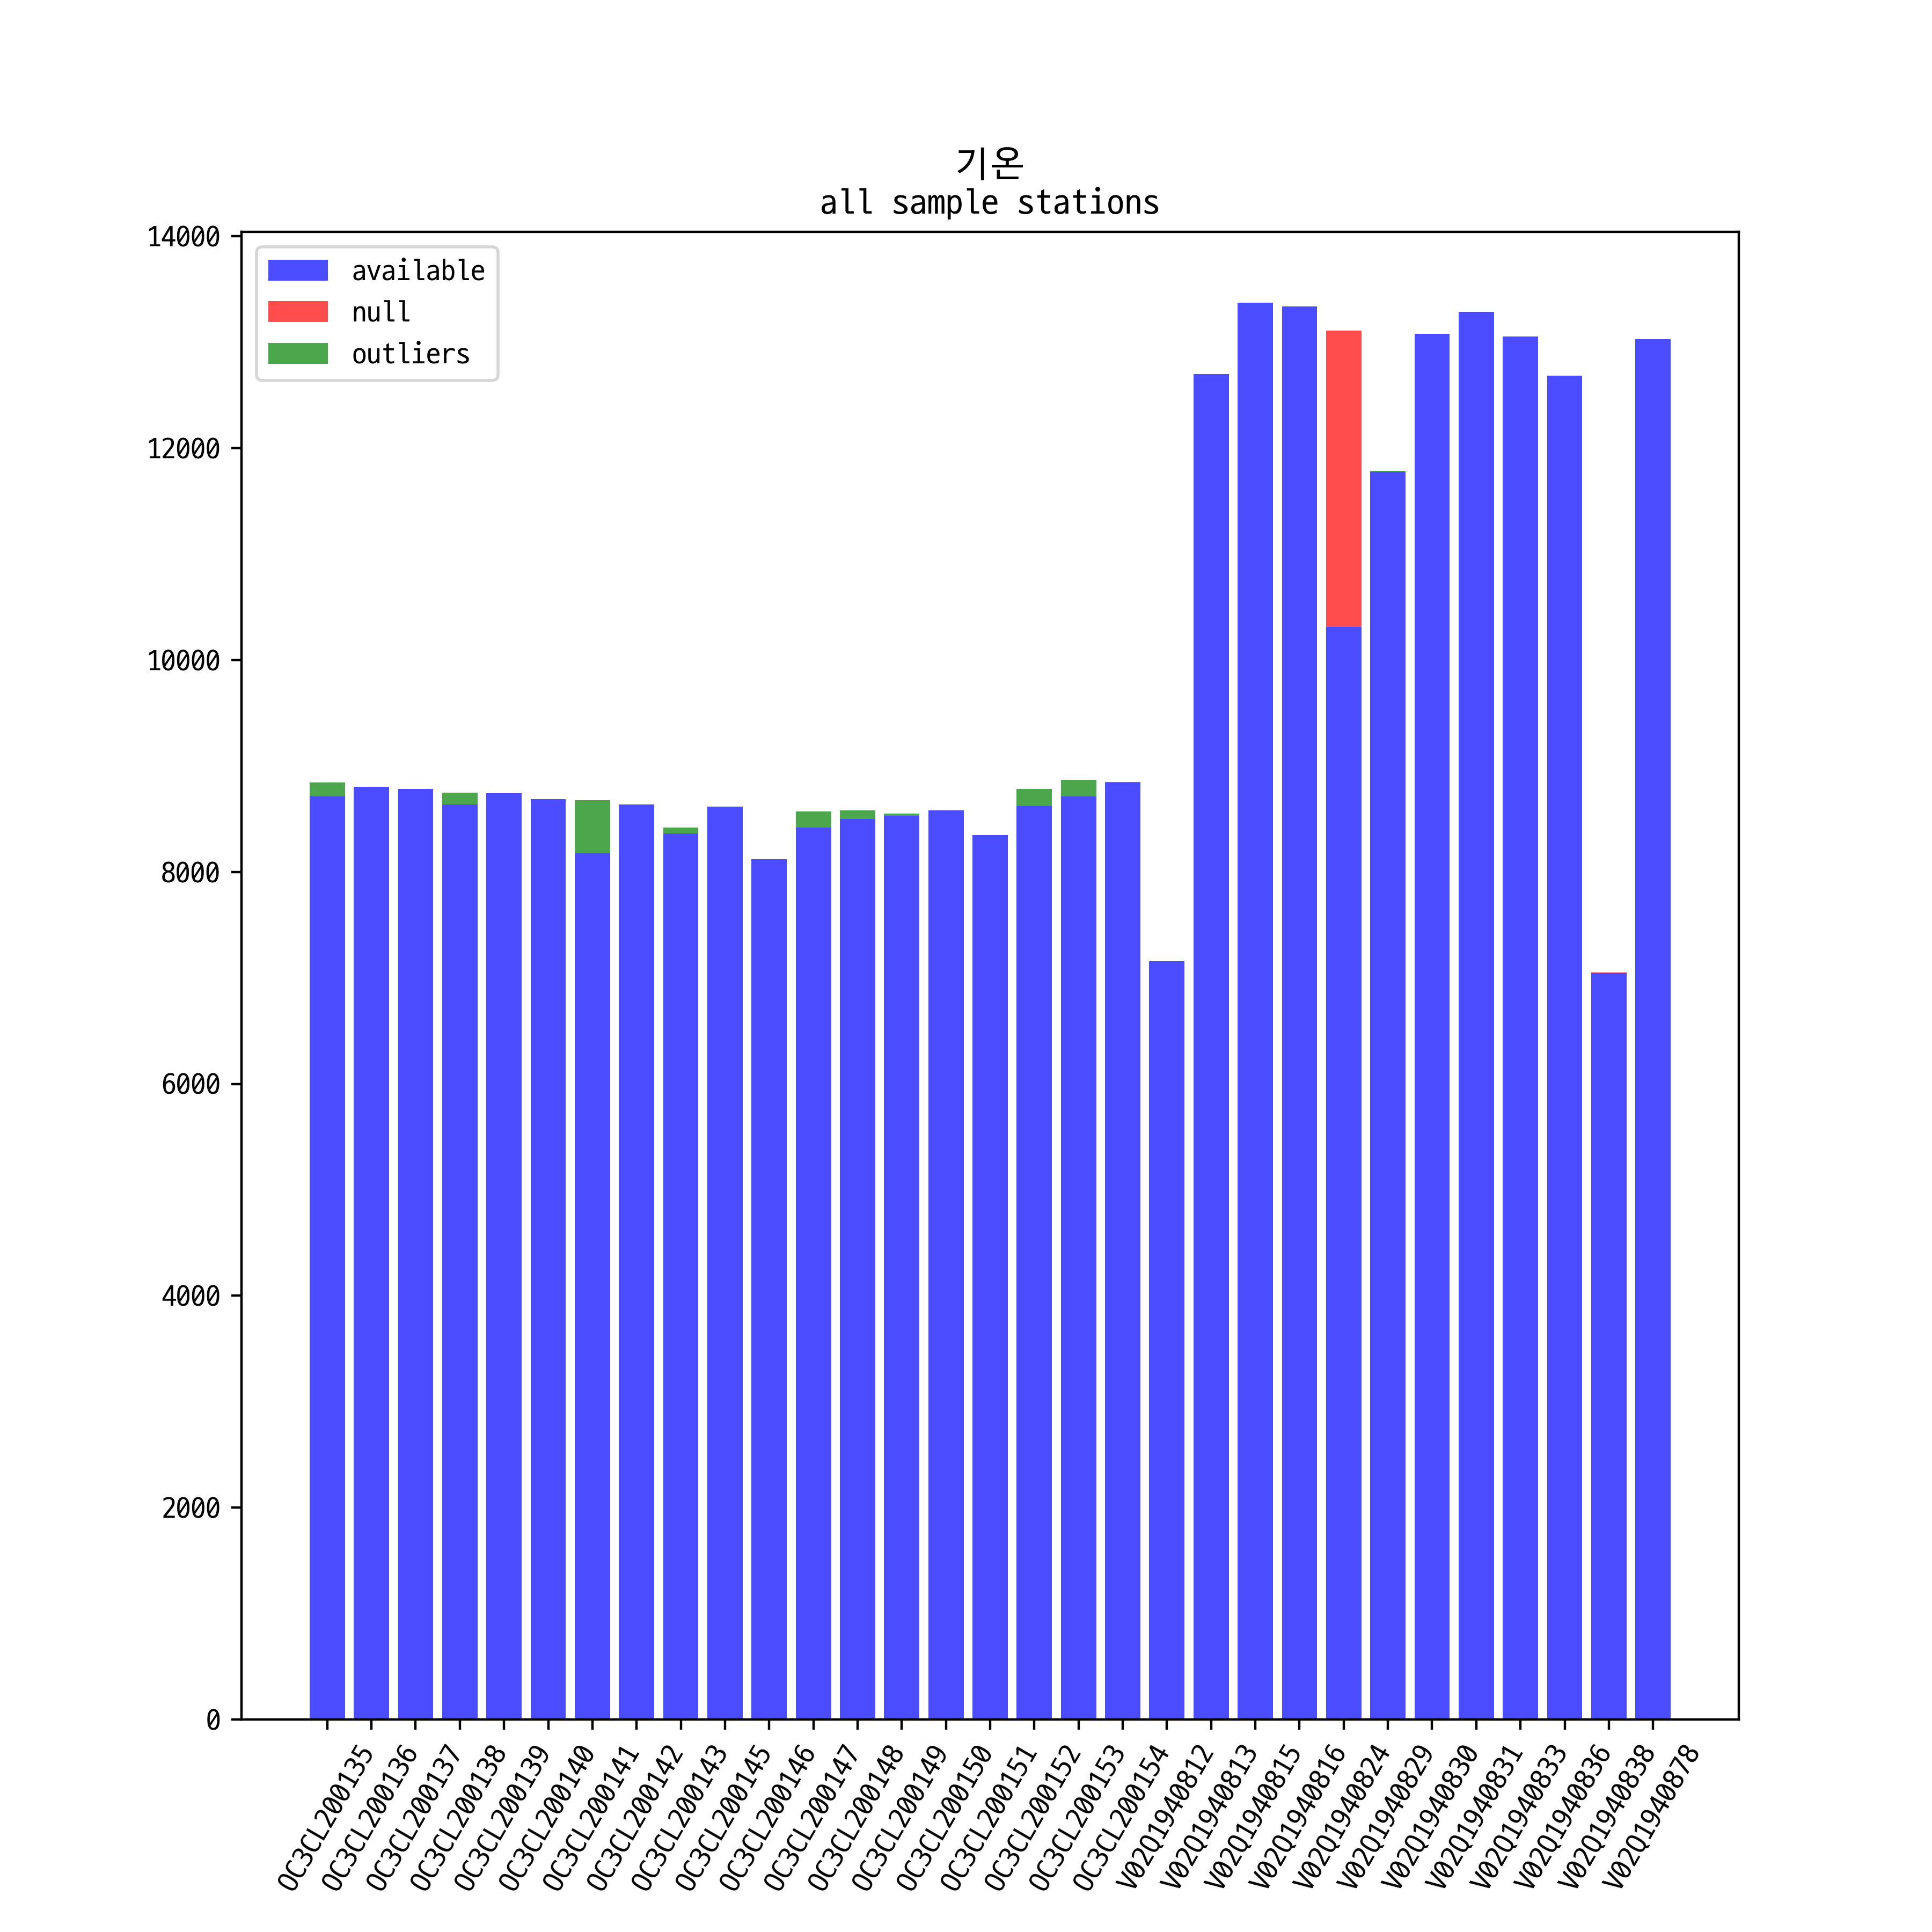 기온
all sample stations
14000
12000
10000
8000
6000
4000
2000
0
available
null
outliers
OC3CL200135
OC3CL200136
OC3CL200137
OC3CL200138
OC3CL200139
OC3CL200140
OC3CL200141
OC3CL200142
OC3CL200143
OC3CL200145
OC3CL200146
OC3CL200147
OC3CL200148
OC3CL200149
OC3CL200150
OC3CL200151
OC3CL200152
OC3CL200153
OC3CL200154
V02Q1940812
V02Q1940813
V02Q1940815
V02Q1940816
V02Q1940824
V02Q1940829
V02Q1940830
V02Q1940831
V02Q1940833
V02Q1940836
V02Q1940838
V02Q1940878